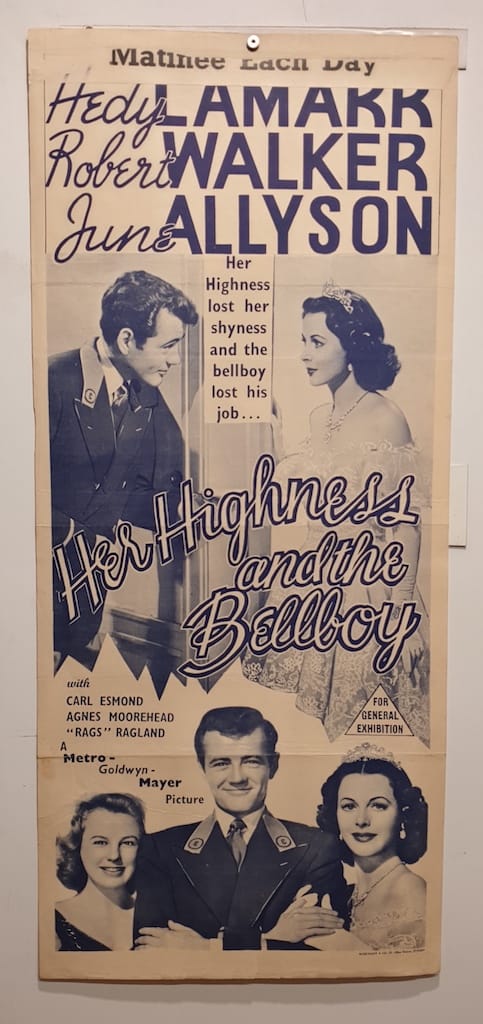 Matinee Each Day
Hedy LAMARR
Robert WALKER
June ALLYSON
Her
Highness
lost her
shyness
and the
bellboy
lost his
job...
Her Highness
and the
Bellboy
with
CARL ESMOND
AGNES MOOREHEAD
"RAGS" RAGLAND
A
Metro-
Goldwyn-
Mayer
Picture
FOR
GENERAL
EXHIBITION